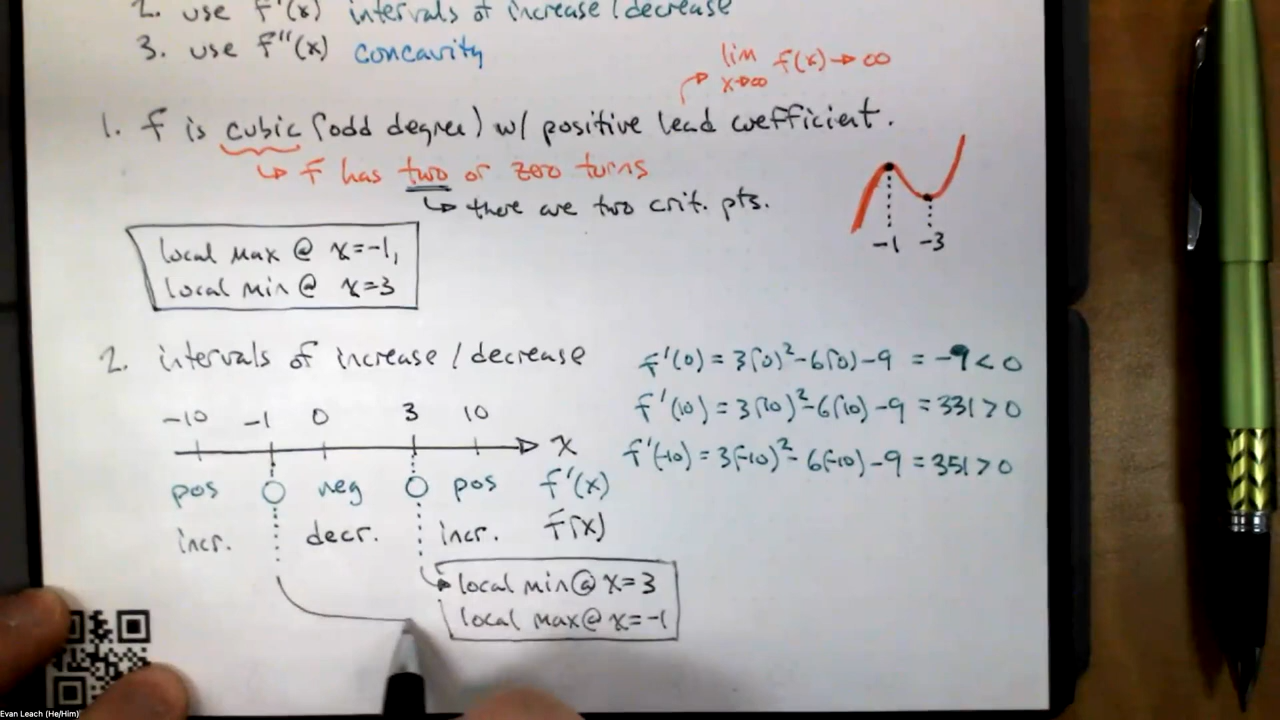 2. use f'(x) intervals of increase/decrease
3. use f"(x) concavity
lim f(x)→∞
x→∞
1. f is cubic (odd degree) w/ positive lead coefficient.
↳ f has two or zero turns
↳ there are two crit. pts.
-1 -3
local max @ x=-1,
local min @ x=3
2. intervals of increase/decrease
f'(0) = 3(0)²-6(0)-9 = -9<0
f'(10) = 3(10)²-6(10)-9 = 331>0
f'(-10) = 3(-10)²-6(-10)-9 = 351>0
-10 -1 0 3 10
x
pos 0 neg 0 pos f'(x)
incr. decr. incr. f(x)
local min @ x=3
local max @ x=-1
Evan Leach (He/Him)